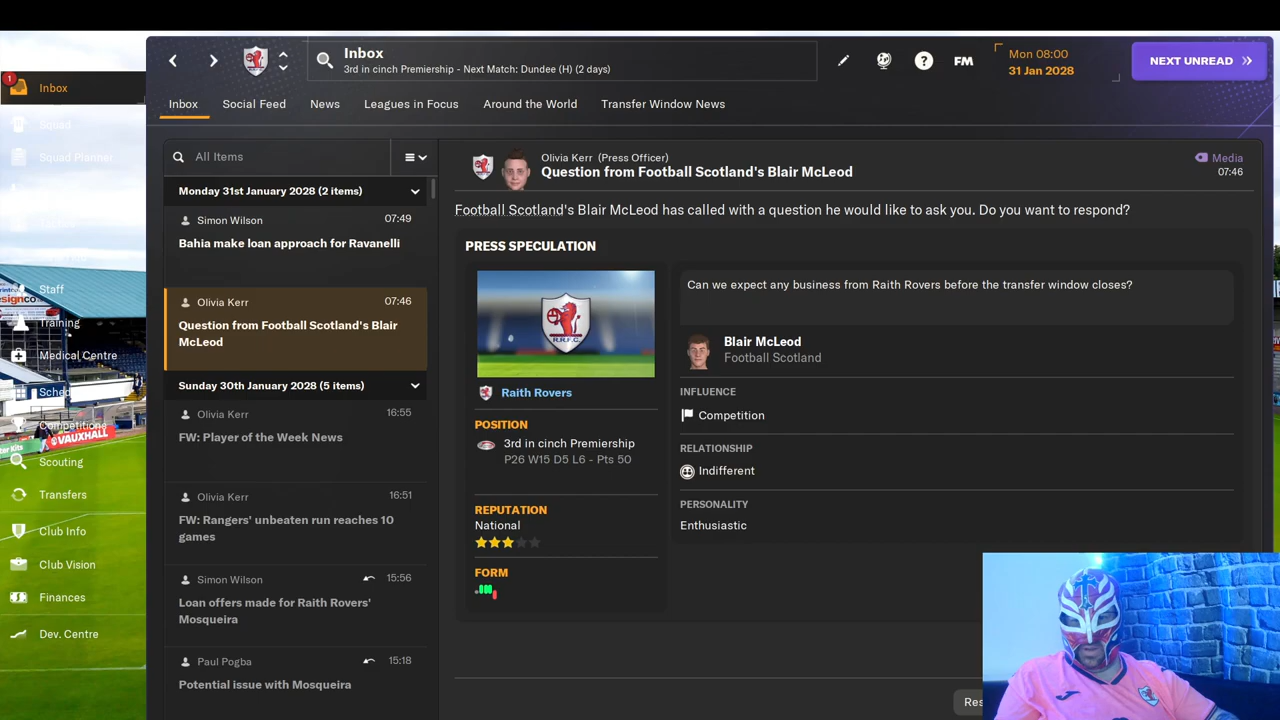 Inbox
3rd in cinch Premiership - Next Match: Dundee (H) (2 days)
?
FM
Mon 08:00
31 Jan 2028
NEXT UNREAD
1
Inbox
Squad
Squad Planner
Staff
Training
Medical Centre
Sched
Competitions
Scouting
Transfers
Club Info
Club Vision
Finances
Dev. Centre
VAUXHALL
Inbox
Social Feed
News
Leagues in Focus
Around the World
Transfer Window News
All Items
Monday 31st January 2028 (2 items)
Simon Wilson
07:49
Bahia make loan approach for Ravanelli
Olivia Kerr
07:46
Question from Football Scotland's Blair
McLeod
Sunday 30th January 2028 (5 items)
Olivia Kerr
16:55
FW: Player of the Week News
Olivia Kerr
16:51
FW: Rangers' unbeaten run reaches 10
games
Simon Wilson
15:56
Loan offers made for Raith Rovers'
Mosqueira
Paul Pogba
15:18
Potential issue with Mosqueira
Olivia Kerr (Press Officer)
Question from Football Scotland's Blair McLeod
Media
07:46
Football Scotland's Blair McLeod has called with a question he would like to ask you. Do you want to respond?
PRESS SPECULATION
R.R.F.C.
Raith Rovers
POSITION
3rd in cinch Premiership
P26 W15 D5 L6 - Pts 50
REPUTATION
National
FORM
Can we expect any business from Raith Rovers before the transfer window closes?
Blair McLeod
Football Scotland
INFLUENCE
Competition
RELATIONSHIP
Indifferent
PERSONALITY
Enthusiastic
Res